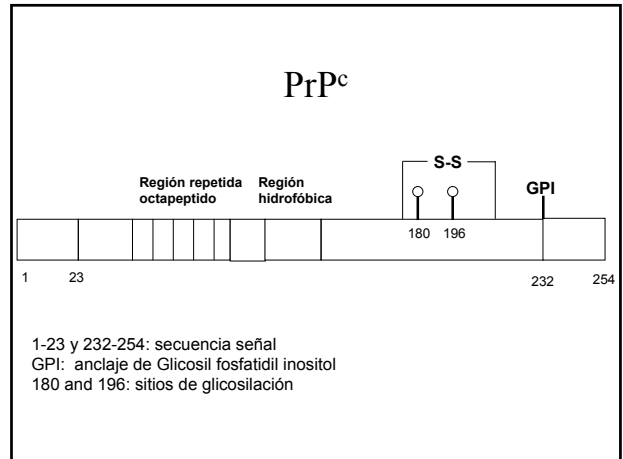 PrPc
S-S
Región repetida Región
octapeptido hidrofóbica
GPI
180 196
1 23 232 254
1-23 y 232-254: secuencia señal
GPI: anclaje de Glicosil fosfatidil inositol
180 and 196: sitios de glicosilación